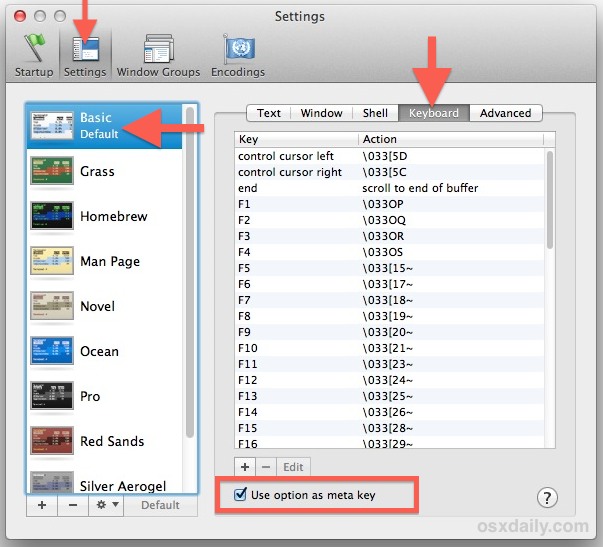 Settings
Startup Settings Window Groups Encodings
Basic
Default
Grass
Homebrew
Man Page
Novel
Ocean
Pro
Red Sands
Silver Aerogel
+ − Default
Text Window Shell Keyboard Advanced
Key Action
control cursor left \033[5D
control cursor right \033[5C
end scroll to end of buffer
F1 \033OP
F2 \033OQ
F3 \033OR
F4 \033OS
F5 \033[15~
F6 \033[17~
F7 \033[18~
F8 \033[19~
F9 \033[20~
F10 \033[21~
F11 \033[23~
F12 \033[24~
F13 \033[25~
F14 \033[26~
F15 \033[28~
F16 \033[29~
+ − Edit
Use option as meta key
?
osxdaily.com